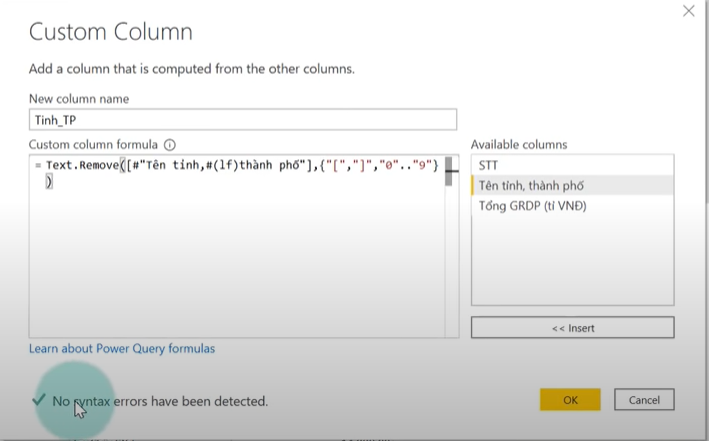 Custom Column
Add a column that is computed from the other columns.
New column name
Tinh_TP
Custom column formula
Available columns
= Text.Remove([#"Tên tỉnh,#(lf)thành phố"],{"[","]","0".."9"}
)
STT
Tên tỉnh, thành phố
Tổng GRDP (tỉ VNĐ)
<< Insert
Learn about Power Query formulas
No syntax errors have been detected.
OK
Cancel